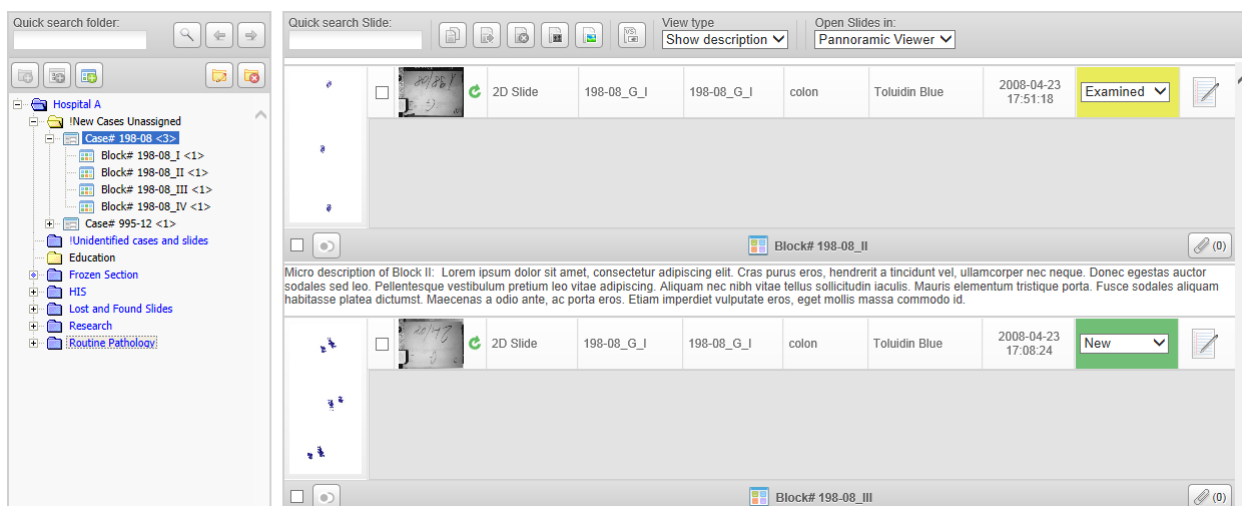 Quick search folder:
Hospital A
!New Cases Unassigned
Case# 198-08 <3>
Block# 198-08_I <1>
Block# 198-08_II <1>
Block# 198-08_III <1>
Block# 198-08_IV <1>
Case# 995-12 <1>
!Unidentified cases and slides
Education
Frozen Section
HIS
Lost and Found Slides
Research
Routine Pathology
Quick search Slide:
View type
Show description
Open Slides in:
Pannoramic Viewer
2D Slide 198-08_G_I 198-08_G_I colon Toluidin Blue 2008-04-23 17:51:18 Examined
Block# 198-08_II
(0)
Micro description of Block II: Lorem ipsum dolor sit amet, consectetur adipiscing elit. Cras purus eros, hendrerit a tincidunt vel, ullamcorper nec neque. Donec egestas auctor
sodales sed leo. Pellentesque vestibulum pretium leo vitae adipiscing. Aliquam nec nibh vitae tellus sollicitudin iaculis. Mauris elementum tristique porta. Fusce sodales aliquam
habitasse platea dictumst. Maecenas a odio ante, ac porta eros. Etiam imperdiet vulputate eros, eget mollis massa commodo id.
2D Slide 198-08_G_I 198-08_G_I colon Toluidin Blue 2008-04-23 17:08:24 New
Block# 198-08_III
(0)